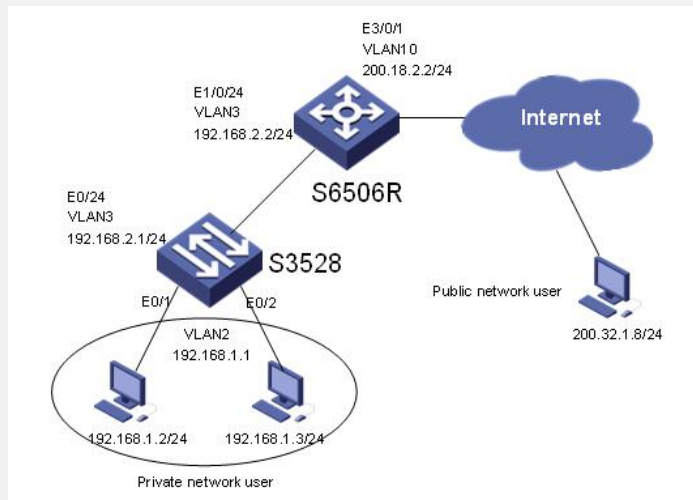 E3/0/1
VLAN10
200.18.2.2/24
E1/0/24
VLAN3
192.168.2.2/24
Internet
S6506R
E0/24
VLAN3
192.168.2.1/24
S3528
E0/1
E0/2
Public network user
200.32.1.8/24
VLAN2
192.168.1.1
192.168.1.2/24
192.168.1.3/24
Private network user